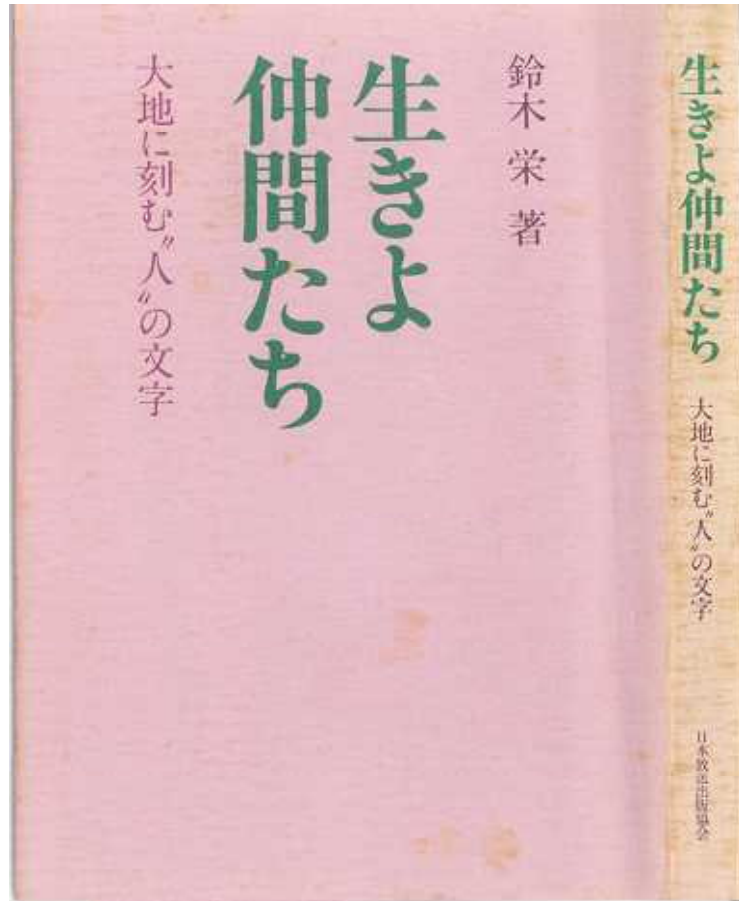 鈴木 栄 著
生きよ
仲間たち
大地に刻む〝人〟の文字
生きよ仲間たち
大地に刻む〝人〟の文字
日本放送出版協会